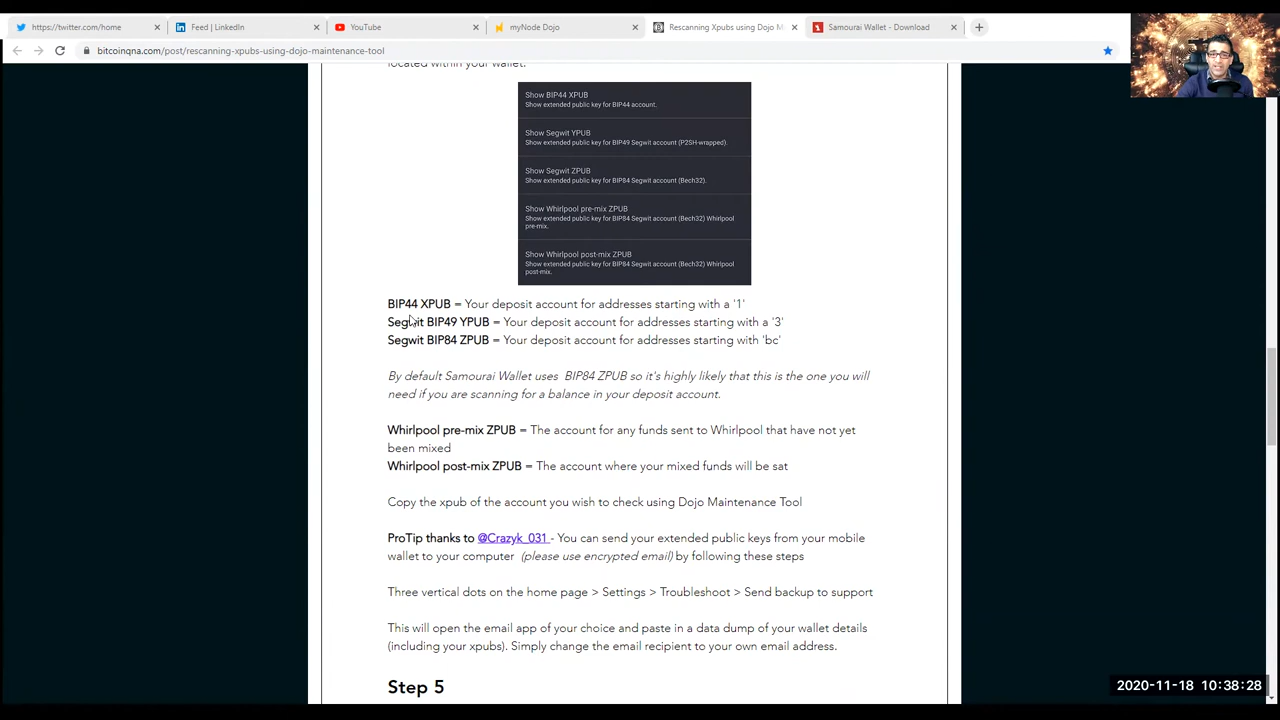 https://twitter.com/home
Feed | LinkedIn
YouTube
myNode Dojo
Rescanning Xpubs using Dojo M
Samourai Wallet - Download
bitcoinqna.com/post/rescanning-xpubs-using-dojo-maintenance-tool
located within your wallet.
Show BIP44 XPUB
Show extended public key for BIP44 account.
Show Segwit YPUB
Show extended public key for BIP49 Segwit account (P2SH-wrapped).
Show Segwit ZPUB
Show extended public key for BIP84 Segwit account (Bech32).
Show Whirlpool pre-mix ZPUB
Show extended public key for BIP84 Segwit account (Bech32) Whirlpool
pre-mix.
Show Whirlpool post-mix ZPUB
Show extended public key for BIP84 Segwit account (Bech32) Whirlpool
post-mix.
BIP44 XPUB = Your deposit account for addresses starting with a '1'
Segwit BIP49 YPUB = Your deposit account for addresses starting with a '3'
Segwit BIP84 ZPUB = Your deposit account for addresses starting with 'bc'
By default Samourai Wallet uses BIP84 ZPUB so it's highly likely that this is the one you will
need if you are scanning for a balance in your deposit account.
Whirlpool pre-mix ZPUB = The account for any funds sent to Whirlpool that have not yet
been mixed
Whirlpool post-mix ZPUB = The account where your mixed funds will be sat
Copy the xpub of the account you wish to check using Dojo Maintenance Tool
ProTip thanks to @Crazyk_031 - You can send your extended public keys from your mobile
wallet to your computer (please use encrypted email) by following these steps
Three vertical dots on the home page > Settings > Troubleshoot > Send backup to support
This will open the email app of your choice and paste in a data dump of your wallet details
(including your xpubs). Simply change the email recipient to your own email address.
Step 5
2020-11-18 10:38:28